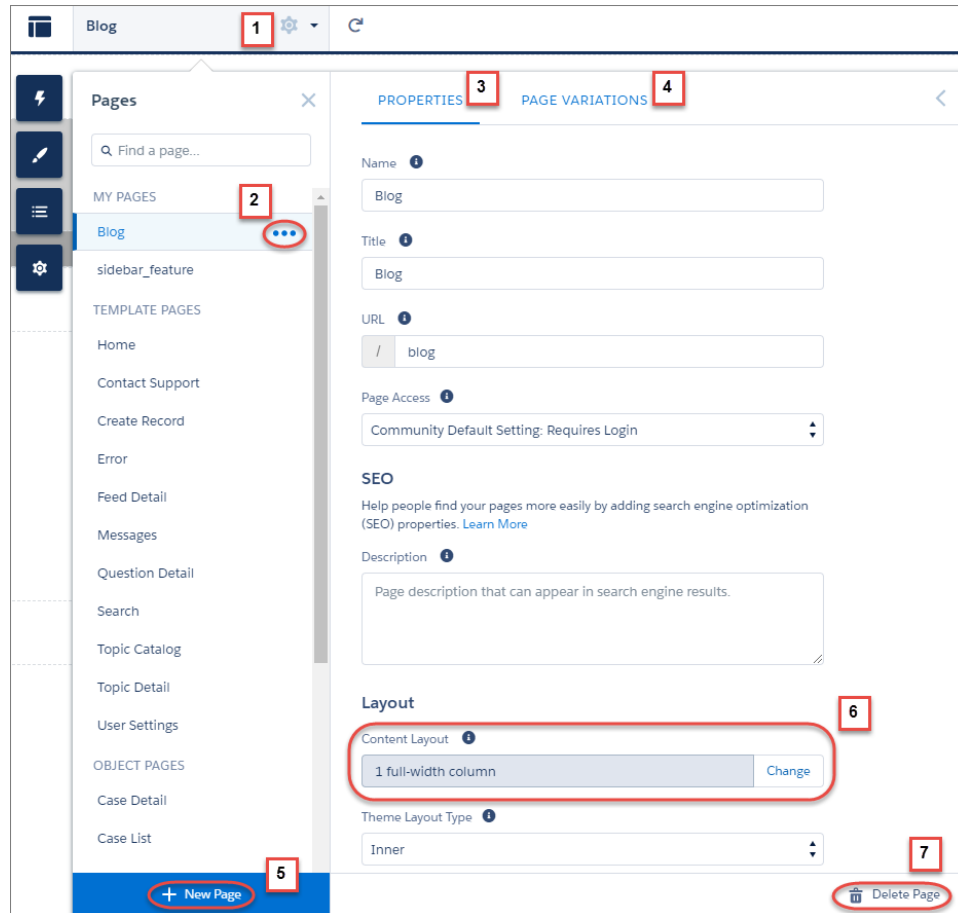 Blog
1
Pages
Find a page...
MY PAGES
2
Blog
sidebar_feature
TEMPLATE PAGES
Home
Contact Support
Create Record
Error
Feed Detail
Messages
Question Detail
Search
Topic Catalog
Topic Detail
User Settings
OBJECT PAGES
Case Detail
Case List
5
+ New Page
PROPERTIES
3
PAGE VARIATIONS
4
Name
Blog
Title
Blog
URL
/ blog
Page Access
Community Default Setting: Requires Login
SEO
Help people find your pages more easily by adding search engine optimization
(SEO) properties. Learn More
Description
Page description that can appear in search engine results.
Layout
6
Content Layout
1 full-width column Change
Theme Layout Type
Inner
7
Delete Page